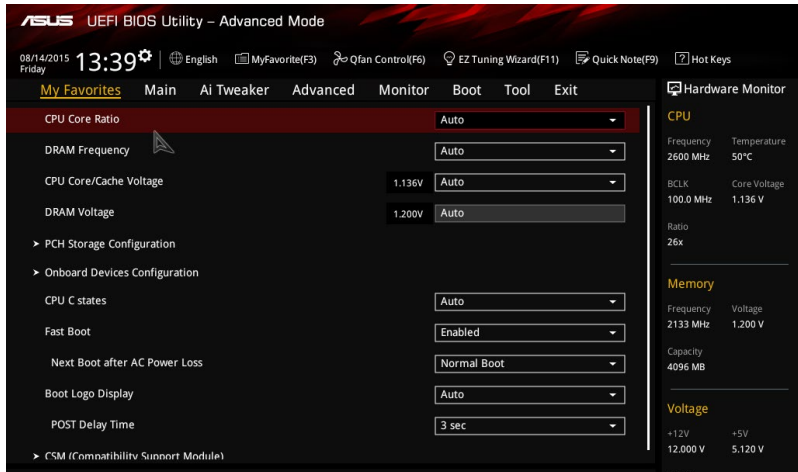 ASUS UEFI BIOS Utility – Advanced Mode
08/14/2015 Friday 13:39 English MyFavorite(F3) Qfan Control(F6) EZ Tuning Wizard(F11) Quick Note(F9) ? Hot Keys
My Favorites Main Ai Tweaker Advanced Monitor Boot Tool Exit
CPU Core Ratio Auto
DRAM Frequency Auto
CPU Core/Cache Voltage 1.136V Auto
DRAM Voltage 1.200V Auto
> PCH Storage Configuration
> Onboard Devices Configuration
CPU C states Auto
Fast Boot Enabled
Next Boot after AC Power Loss Normal Boot
Boot Logo Display Auto
POST Delay Time 3 sec
> CSM (Compatibility Support Module)
Hardware Monitor
CPU
Frequency Temperature
2600 MHz 50°C
BCLK Core Voltage
100.0 MHz 1.136 V
Ratio
26x
Memory
Frequency Voltage
2133 MHz 1.200 V
Capacity
4096 MB
Voltage
+12V +5V
12.000 V 5.120 V